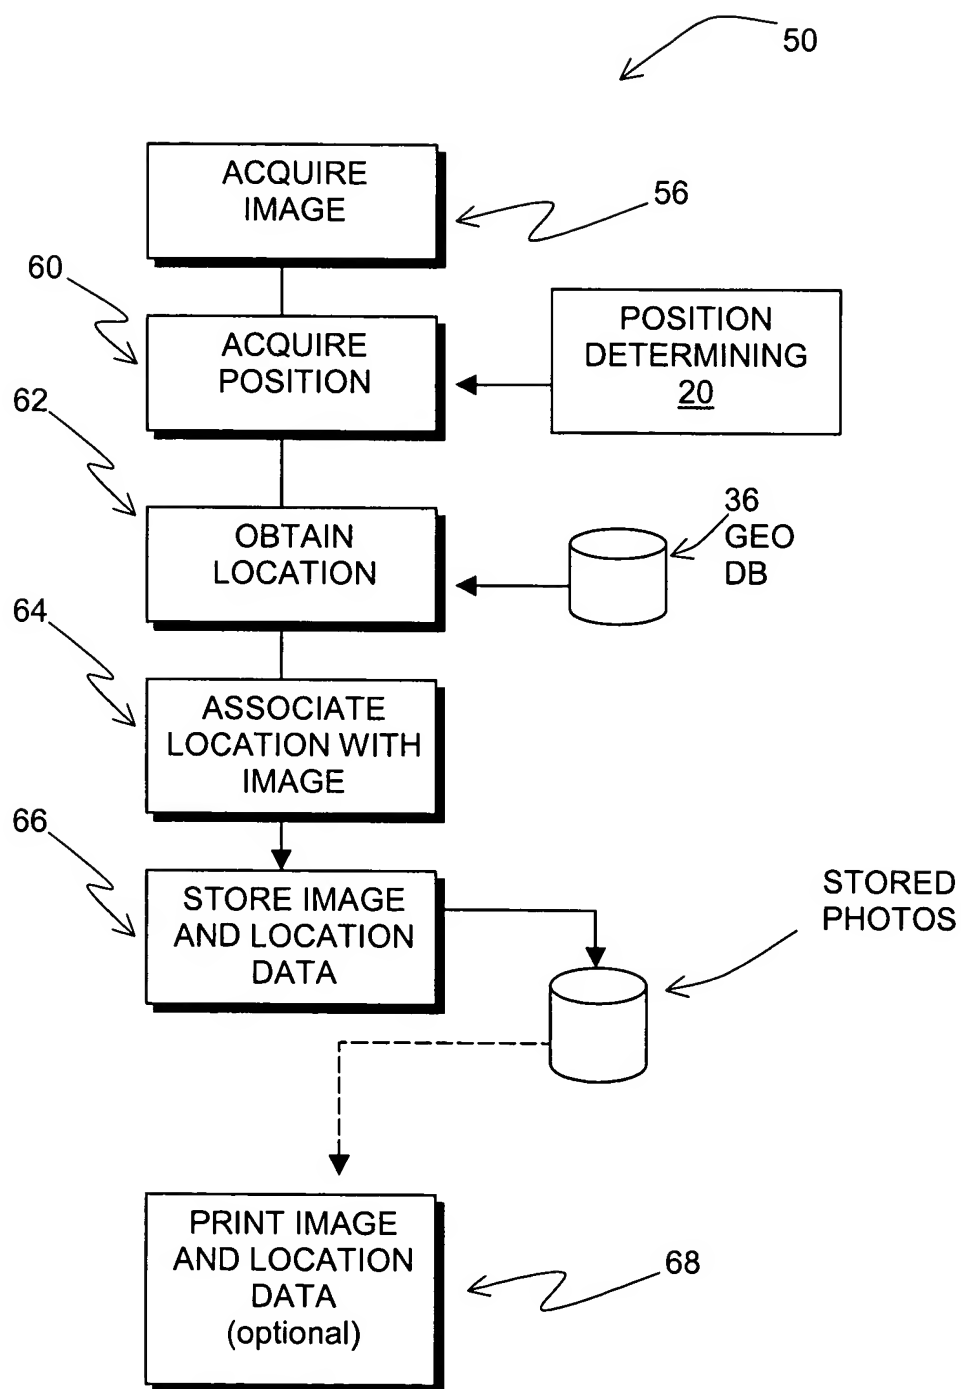 50
ACQUIRE
IMAGE
56
60
ACQUIRE
POSITION
POSITION
DETERMINING
20
62
OBTAIN
LOCATION
36
GEO
DB
64
ASSOCIATE
LOCATION WITH
IMAGE
66
STORE IMAGE
AND LOCATION
DATA
STORED
PHOTOS
PRINT IMAGE
AND LOCATION
DATA
(optional)
68